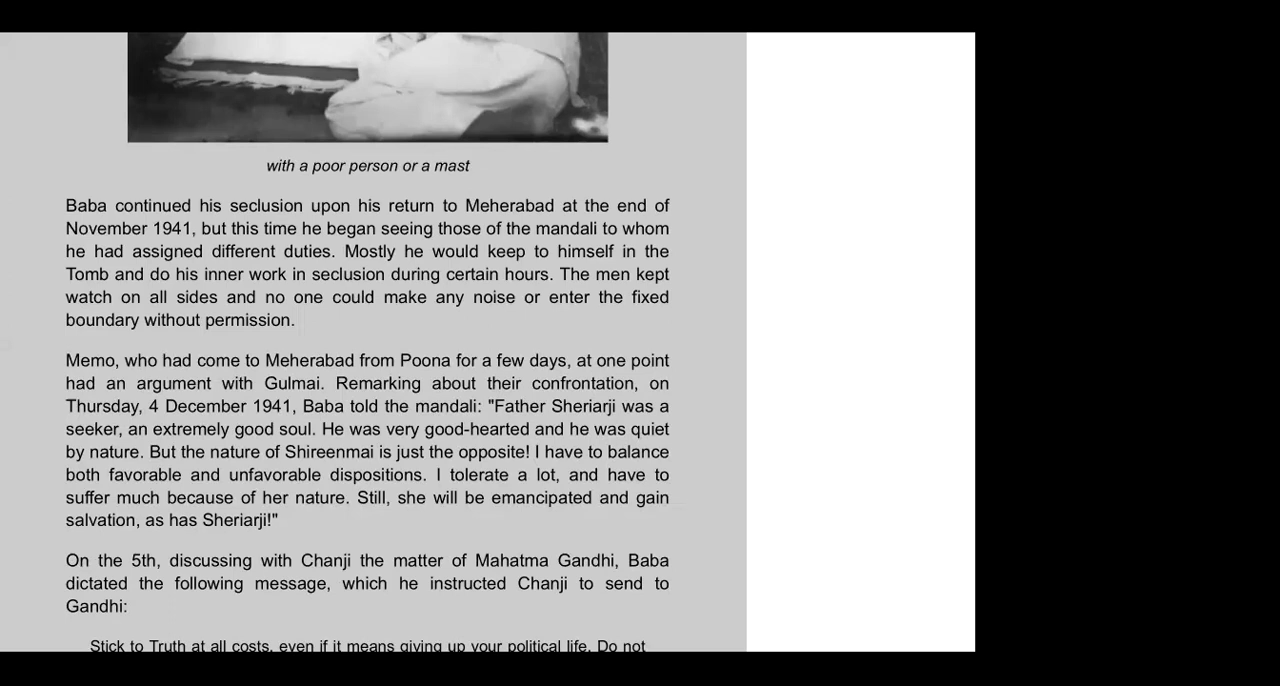 with a poor person or a mast
Baba continued his seclusion upon his return to Meherabad at the end of
November 1941, but this time he began seeing those of the mandali to whom
he had assigned different duties. Mostly he would keep to himself in the
Tomb and do his inner work in seclusion during certain hours. The men kept
watch on all sides and no one could make any noise or enter the fixed
boundary without permission.
Memo, who had come to Meherabad from Poona for a few days, at one point
had an argument with Gulmai. Remarking about their confrontation, on
Thursday, 4 December 1941, Baba told the mandali: "Father Sheriarji was a
seeker, an extremely good soul. He was very good-hearted and he was quiet
by nature. But the nature of Shireenmai is just the opposite! I have to balance
both favorable and unfavorable dispositions. I tolerate a lot, and have to
suffer much because of her nature. Still, she will be emancipated and gain
salvation, as has Sheriarji!"
On the 5th, discussing with Chanji the matter of Mahatma Gandhi, Baba
dictated the following message, which he instructed Chanji to send to
Gandhi:
Stick to Truth at all costs, even if it means giving up your political life. Do not